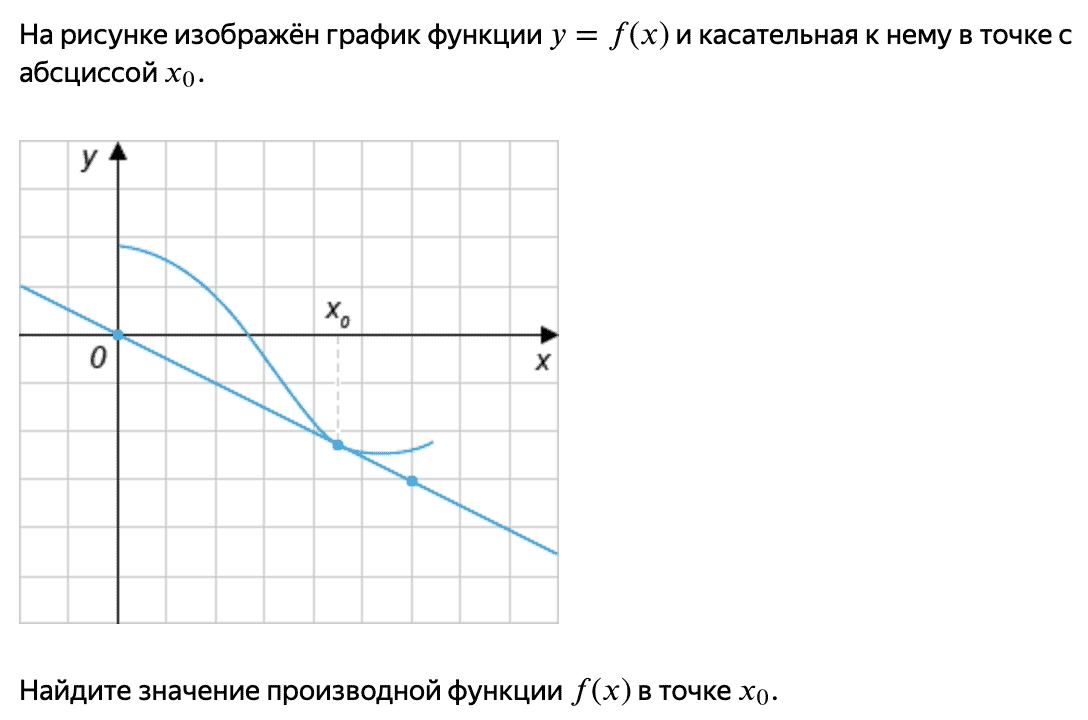 На рисунке изображён график функции y = f(x) и касательная к нему в точке с
абсциссой x₀.
y
x₀
0
x
Найдите значение производной функции f(x) в точке x₀.